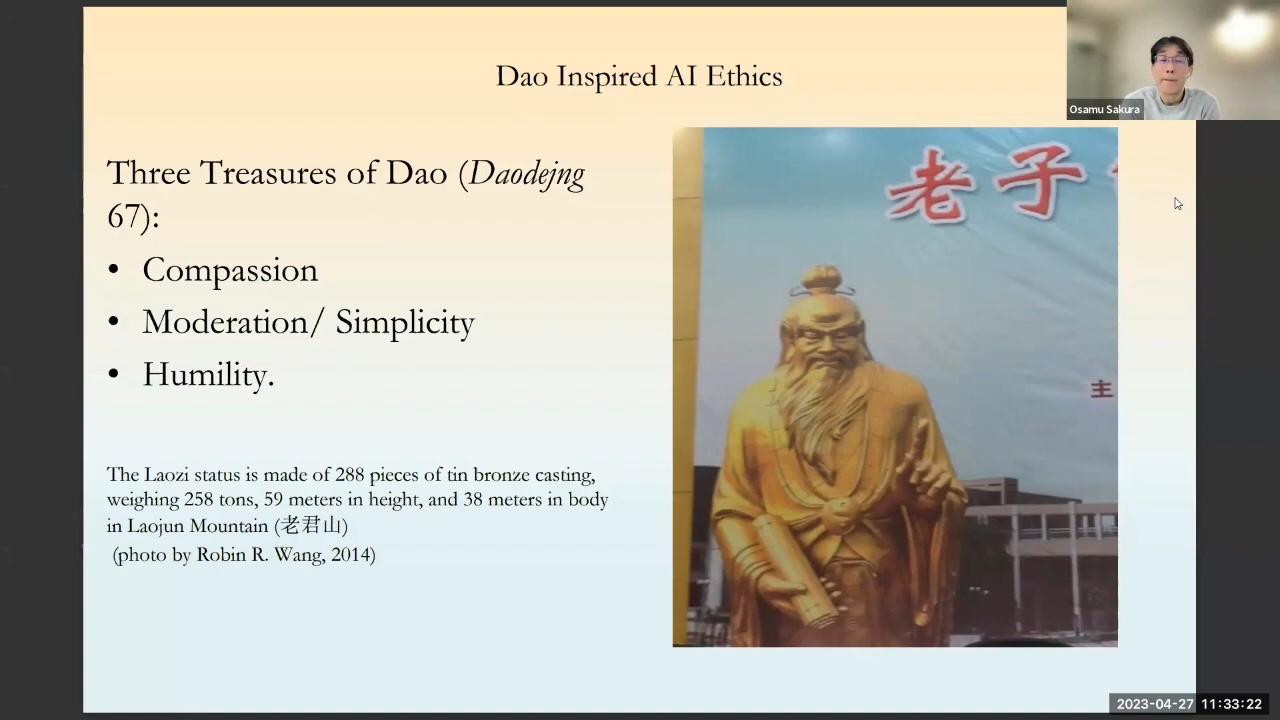 Dao Inspired AI Ethics
Osamu Sakura
Three Treasures of Dao (Daodejng
67):
• Compassion
• Moderation/ Simplicity
• Humility.
老子
主
The Laozi status is made of 288 pieces of tin bronze casting,
weighing 258 tons, 59 meters in height, and 38 meters in body
in Laojun Mountain (老君山)
(photo by Robin R. Wang, 2014)
2023-04-27 11:33:22